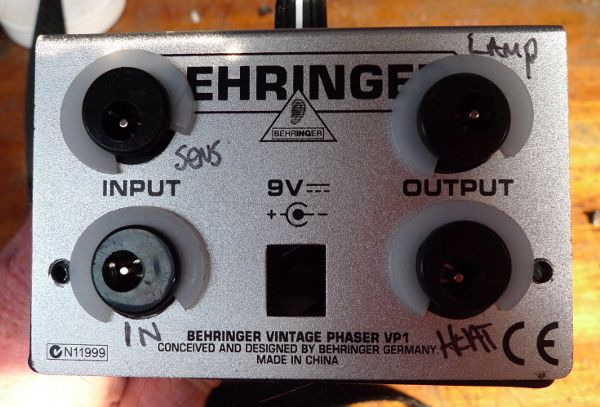 LAMP
EHRINGE
BEHRINGER
SENS
INPUT
9V
OUTPUT
+ -
IN
HEAT
BEHRINGER VINTAGE PHASER VP1
CONCEIVED AND DESIGNED BY BEHRINGER GERMANY.
MADE IN CHINA
N11999
CE